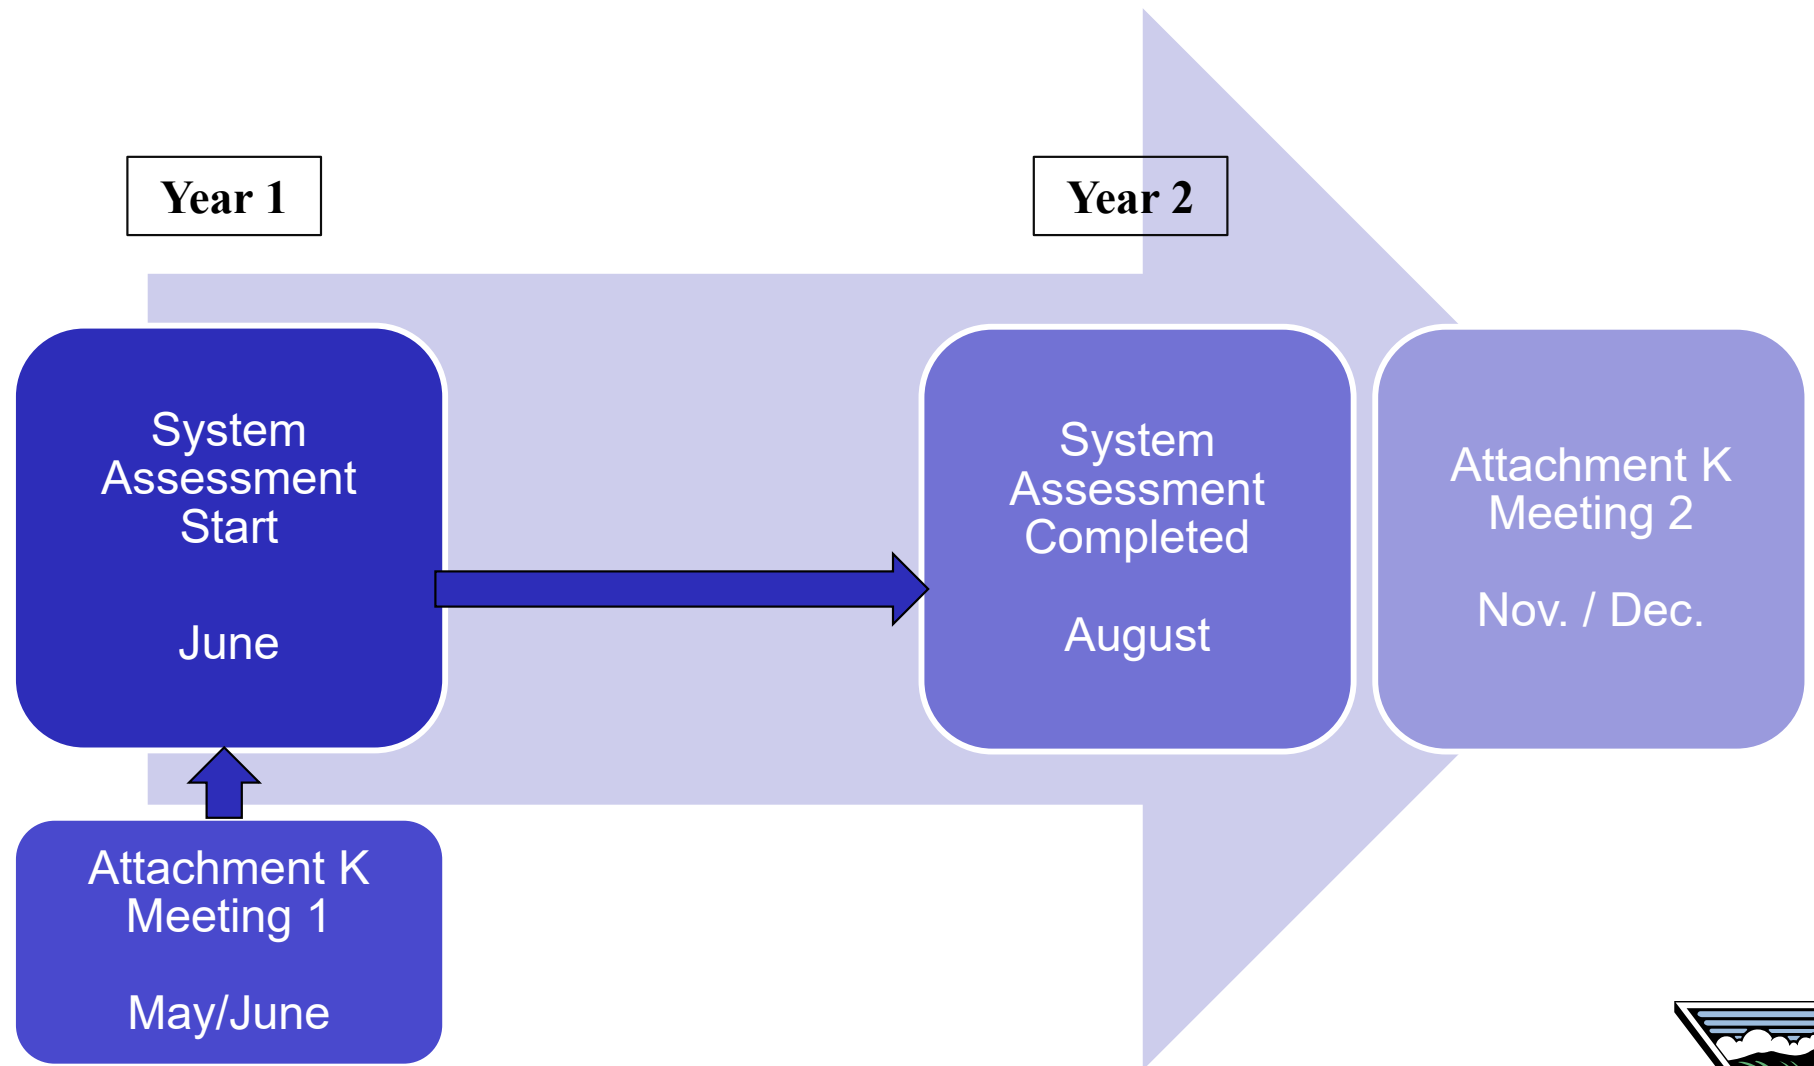 Year 1
Year 2
System
Assessment
Start
June
System
Assessment
Completed
August
Attachment K
Meeting 2
Nov. / Dec.
Attachment K
Meeting 1
May/June